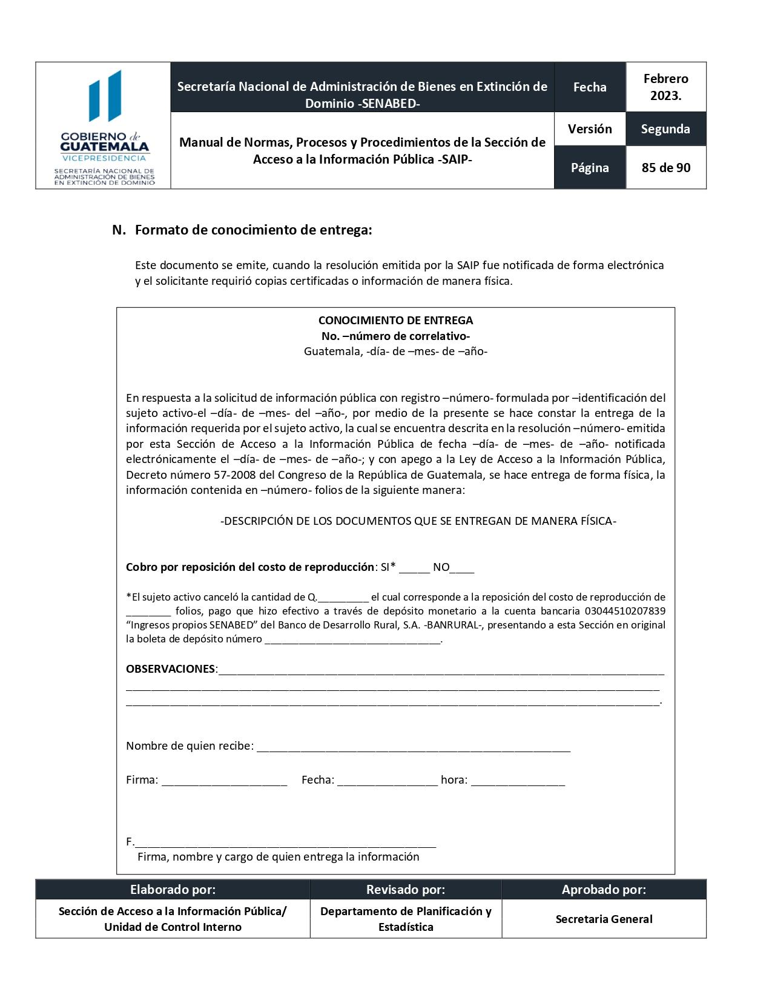 GOBIERNO de
GUATEMALA
VICEPRESIDENCIA
SECRETARÍA NACIONAL DE
ADMINISTRACIÓN DE BIENES
EN EXTINCIÓN DE DOMINIO
Secretaría Nacional de Administración de Bienes en Extinción de
Dominio -SENABED-
Manual de Normas, Procesos y Procedimientos de la Sección de
Acceso a la Información Pública -SAIP-
Fecha
Febrero
2023.
Versión
Segunda
Página
85 de 90
N. Formato de conocimiento de entrega:
Este documento se emite, cuando la resolución emitida por la SAIP fue notificada de forma electrónica
y el solicitante requirió copias certificadas o información de manera física.
CONOCIMIENTO DE ENTREGA
No. –número de correlativo-
Guatemala, -día- de –mes- de –año-
En respuesta a la solicitud de información pública con registro –número- formulada por –identificación del
sujeto activo-el –día- de –mes- del –año-, por medio de la presente se hace constar la entrega de la
información requerida por el sujeto activo, la cual se encuentra descrita en la resolución –número- emitida
por esta Sección de Acceso a la Información Pública de fecha –día- de –mes- de –año- notificada
electrónicamente el –día- de –mes- de –año-; y con apego a la Ley de Acceso a la Información Pública,
Decreto número 57-2008 del Congreso de la República de Guatemala, se hace entrega de forma física, la
información contenida en –número- folios de la siguiente manera:
-DESCRIPCIÓN DE LOS DOCUMENTOS QUE SE ENTREGAN DE MANERA FÍSICA-
Cobro por reposición del costo de reproducción: SI* _____ NO____
*El sujeto activo canceló la cantidad de Q._________ el cual corresponde a la reposición del costo de reproducción de
________ folios, pago que hizo efectivo a través de depósito monetario a la cuenta bancaria 03044510207839
“Ingresos propios SENABED” del Banco de Desarrollo Rural, S.A. -BANRURAL-, presentando a esta Sección en original
la boleta de depósito número _______________________________.
OBSERVACIONES:_______________________________________________________________________
_____________________________________________________________________________________
_____________________________________________________________________________________.
Nombre de quien recibe: __________________________________________________
Firma: ____________________ Fecha: ________________ hora: _______________
F.________________________________________________
Firma, nombre y cargo de quien entrega la información
Elaborado por:
Revisado por:
Aprobado por:
Sección de Acceso a la Información Pública/
Unidad de Control Interno
Departamento de Planificación y
Estadística
Secretaria General